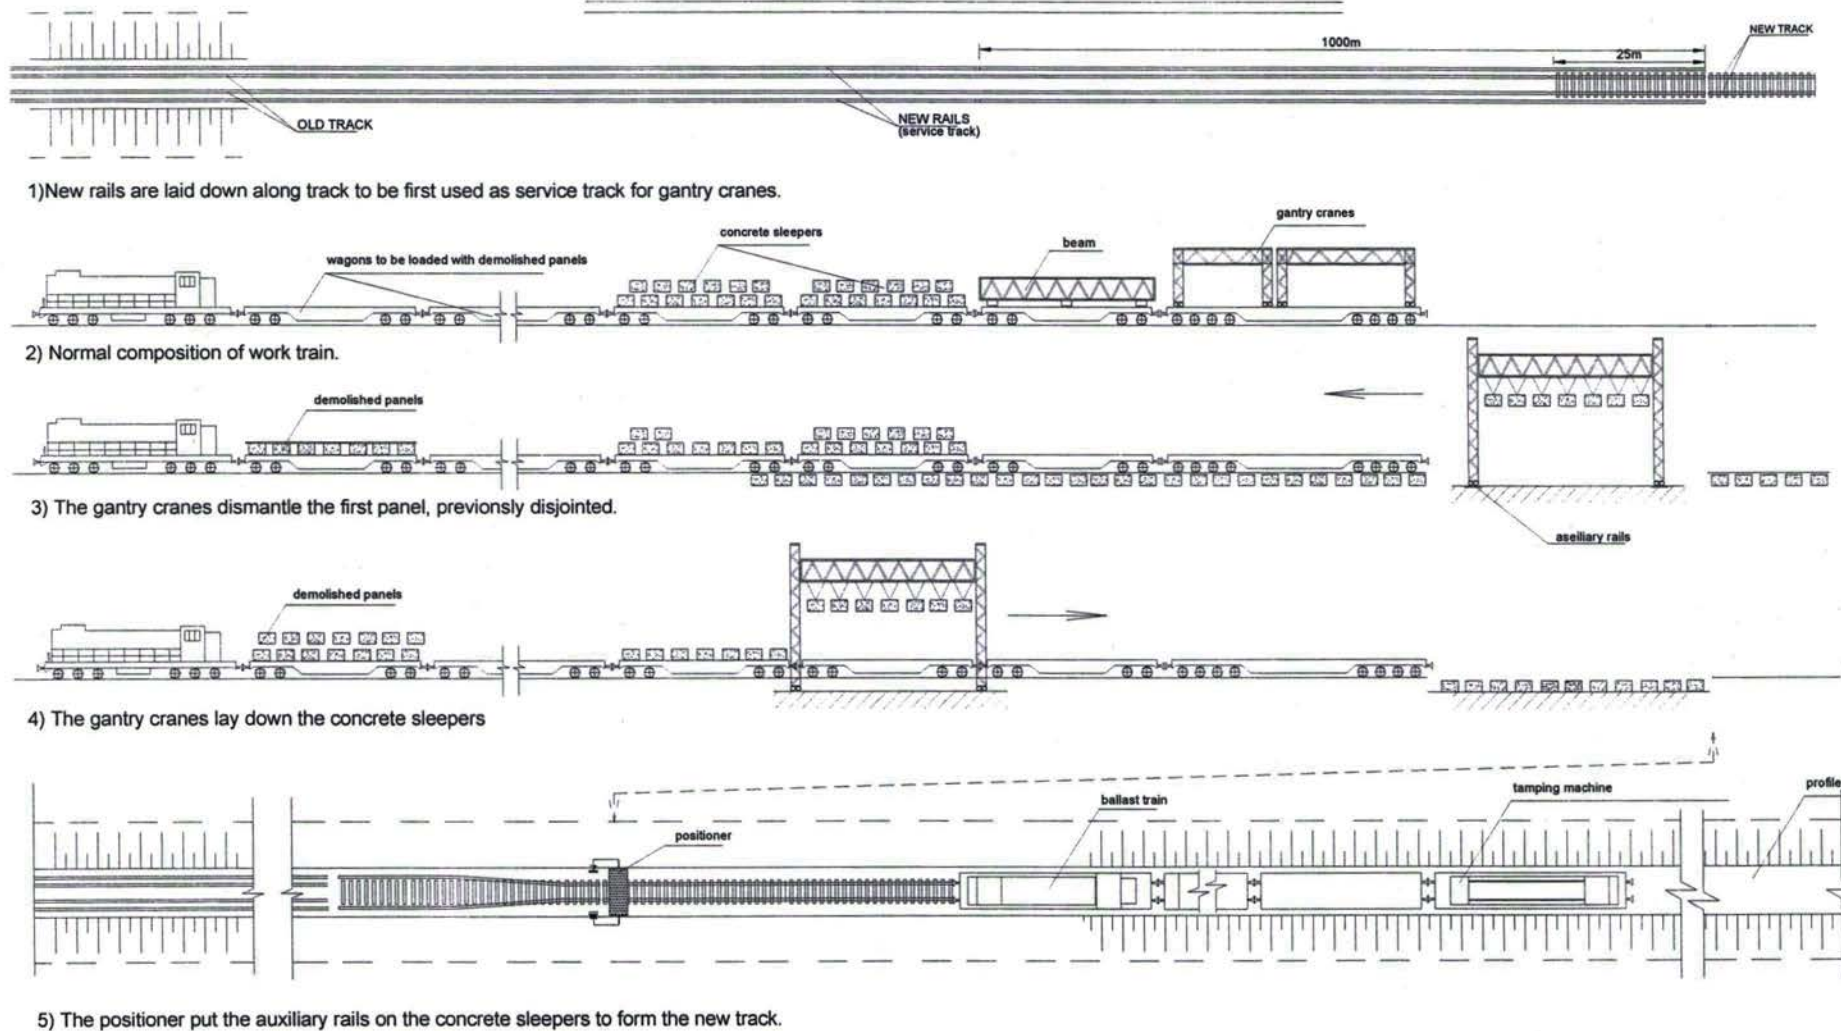 1000m
NEW TRACK
25m
OLD TRACK
NEW RAILS
(service track)
1)New rails are laid down along track to be first used as service track for gantry cranes.
gantry cranes
concrete sleepers
beam
wagons to be loaded with demolished panels
2) Normal composition of work train.
demolished panels
3) The gantry cranes dismantle the first panel, previonsly disjointed.
aseiliary rails
demolished panels
4) The gantry cranes lay down the concrete sleepers
profile
tamping machine
ballast train
positioner
5) The positioner put the auxiliary rails on the concrete sleepers to form the new track.